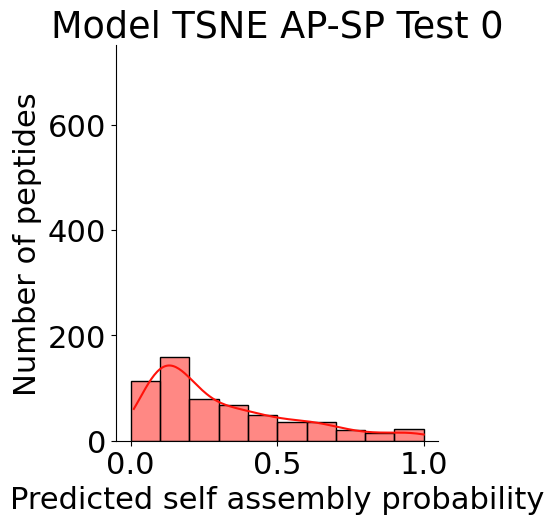 Model TSNE AP-SP Test 0
Number of peptides
600
400
200
0
0.0 0.5 1.0
Predicted self assembly probability